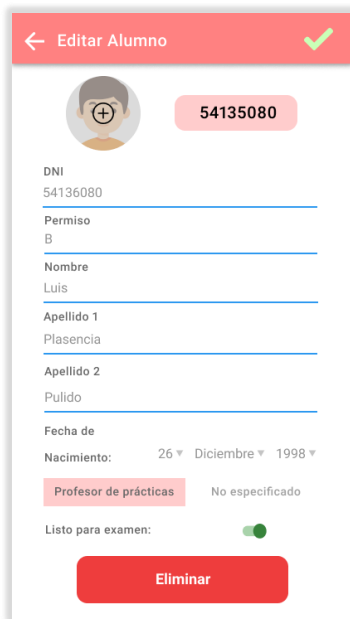 Editar Alumno
54135080
DNI
54136080
Permiso
B
Nombre
Luis
Apellido 1
Plasencia
Apellido 2
Pulido
Fecha de
Nacimiento: 26 Diciembre 1998
Profesor de prácticas No especificado
Listo para examen:
Eliminar